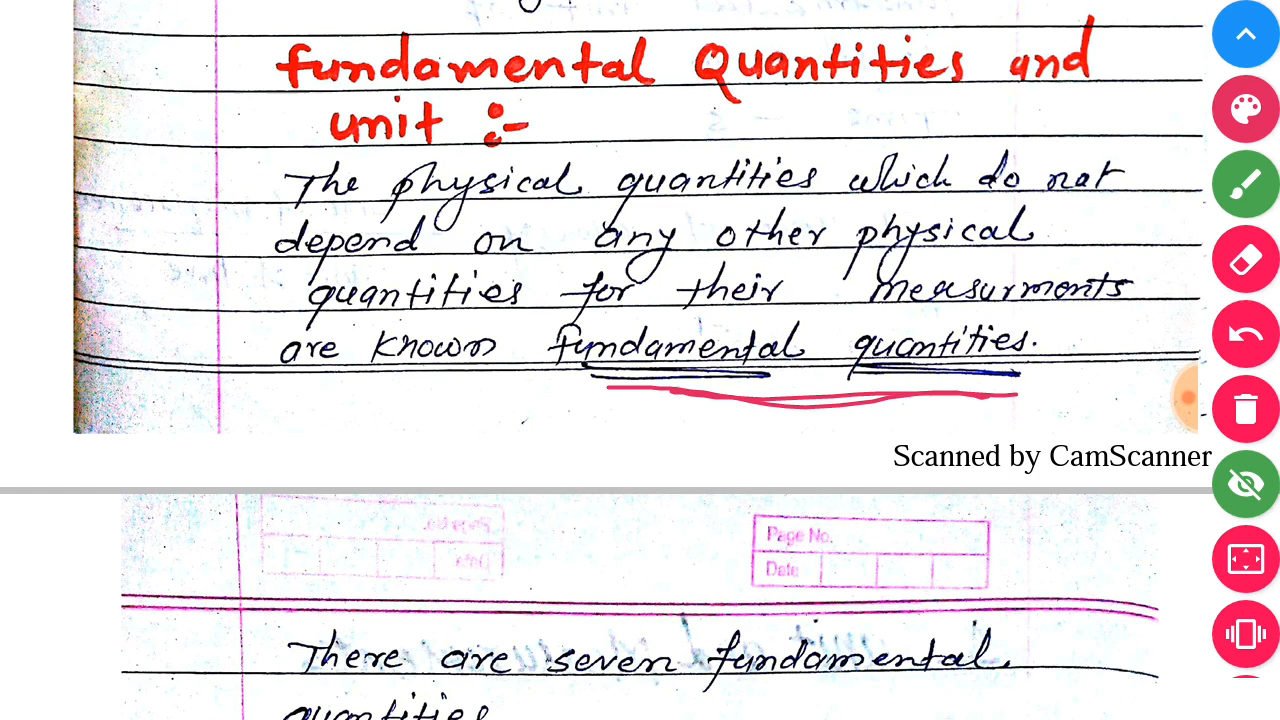 fundamental Quantities and
unit :-
The physical quantities which do not
depend on any other physical
quantities for their measurments
are known fundamental quantities.
Scanned by CamScanner
Page No.
Date
There are seven fundamental.
quantities